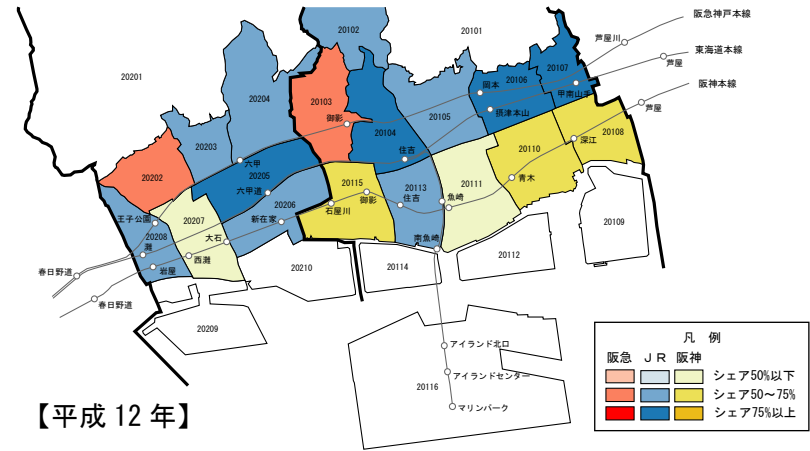 阪急神戸本線
20102
20101
芦屋川
東海道本線
芦屋
20201
20107
20106
20204
岡本
甲南山手
阪神本線
20103
摂津本山
芦屋
20105
御影
20104
20203
深江
20108
六甲
住吉
20110
20202
20205
青木
六甲道
20115
御影
20113
20111
住吉
魚崎
20206
石屋川
王子公園
20207
新在家
20109
20208
大石
灘
南魚崎
西灘
20112
岩屋
20210
20114
春日野道
春日野道
20209
凡 例
アイランド北口
阪急 JR 阪神
シェア50%以下
アイランドセンター
20116
シェア50~75%
マリンパーク
シェア75%以上
【平成12年】